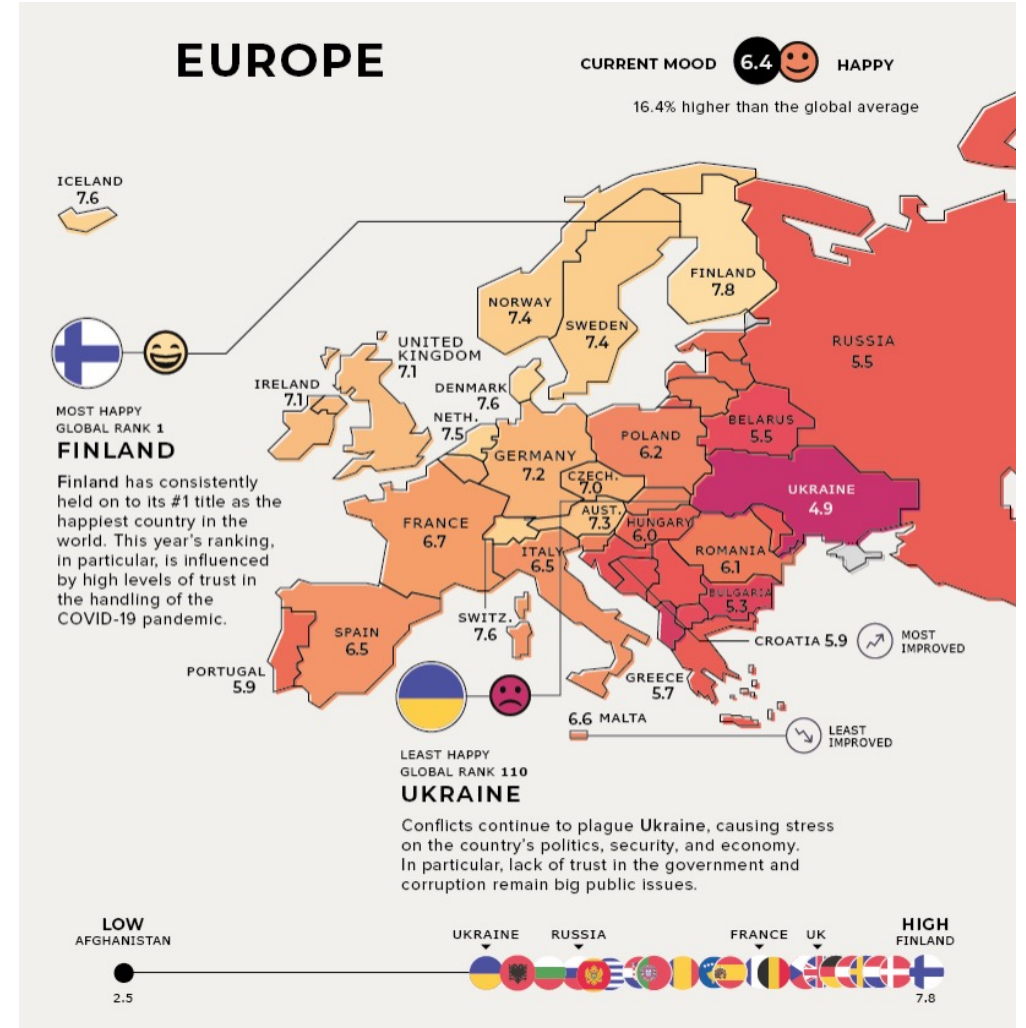 EUROPE
CURRENT MOOD 6.4 HAPPY
16.4% higher than the global average
ICELAND
7.6
FINLAND
7.8
NORWAY
7.4
SWEDEN
7.4
RUSSIA
5.5
UNITED
KINGDOM
7.1
IRELAND
7.1
DENMARK
7.6
NETH.
7.5
GERMANY
7.2
POLAND
6.2
BELARUS
5.5
CZECH.
7.0
UKRAINE
4.9
AUST.
7.3
HUNGARY
6.0
FRANCE
6.7
ITALY
6.5
ROMANIA
6.1
BULGARIA
5.3
SWITZ.
7.6
SPAIN
6.5
PORTUGAL
5.9
CROATIA 5.9
MOST
IMPROVED
GREECE
5.7
6.6 MALTA
LEAST
IMPROVED
MOST HAPPY
GLOBAL RANK 1
FINLAND
Finland has consistently
held on to its #1 title as the
happiest country in the
world. This year's ranking,
in particular, is influenced
by high levels of trust in
the handling of the
COVID-19 pandemic.
LEAST HAPPY
GLOBAL RANK 110
UKRAINE
Conflicts continue to plague Ukraine, causing stress
on the country's politics, security, and economy.
In particular, lack of trust in the government and
corruption remain big public issues.
LOW
AFGHANISTAN
2.5
UKRAINE
RUSSIA
FRANCE
UK
HIGH
FINLAND
7.8